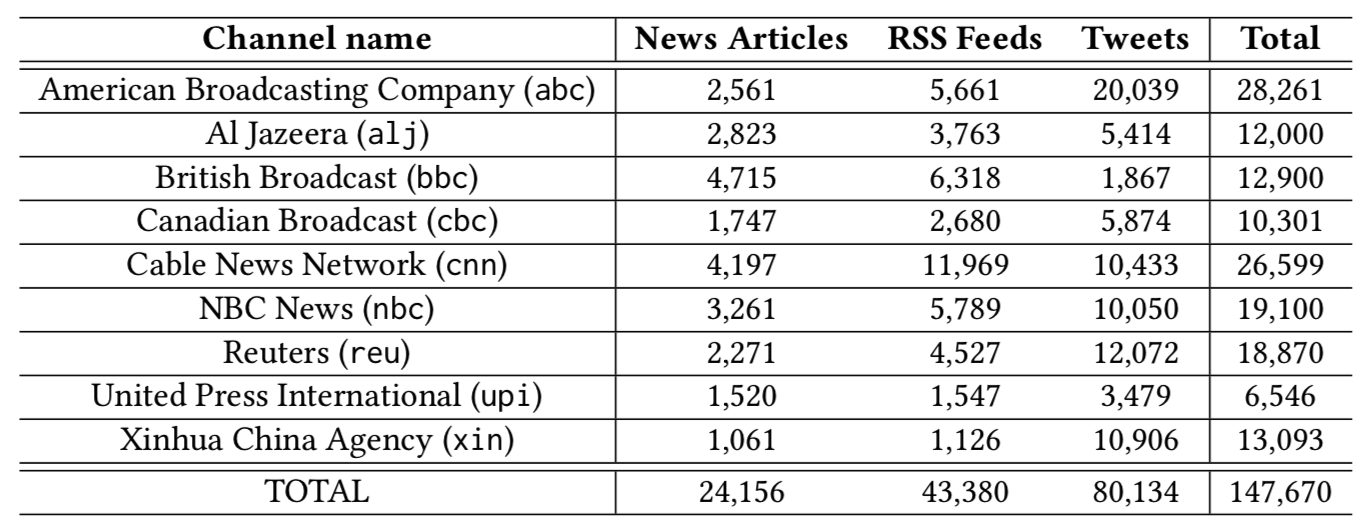 Channel name News Articles RSS Feeds Tweets Total
American Broadcasting Company (abc) 2,561 5,661 20,039 28,261
Al Jazeera (alj) 2,823 3,763 5,414 12,000
British Broadcast (bbc) 4,715 6,318 1,867 12,900
Canadian Broadcast (cbc) 1,747 2,680 5,874 10,301
Cable News Network (cnn) 4,197 11,969 10,433 26,599
NBC News (nbc) 3,261 5,789 10,050 19,100
Reuters (reu) 2,271 4,527 12,072 18,870
United Press International (upi) 1,520 1,547 3,479 6,546
Xinhua China Agency (xin) 1,061 1,126 10,906 13,093
TOTAL 24,156 43,380 80,134 147,670